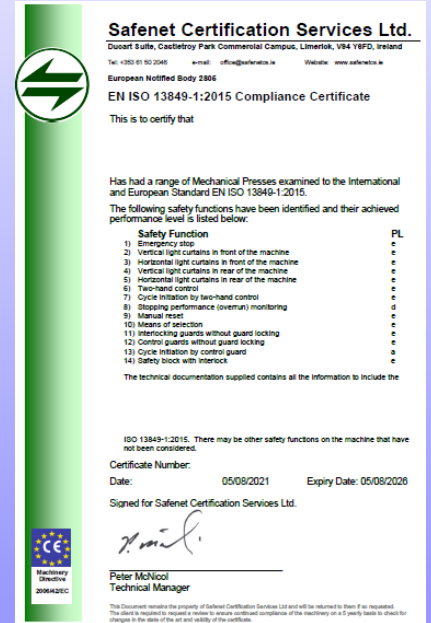 Safenet Certification Services Ltd.
Ducart Suite, Castletroy Park Commercial Campus, Limerick, V94 Y6FD, Ireland
Tel: +353 61 50 2046 e-mail: office@safenetcs.ie Website: www.safenetcs.ie
European Notified Body 2805
EN ISO 13849-1:2015 Compliance Certificate
This is to certify that
Has had a range of Mechanical Presses examined to the International
and European Standard EN ISO 13849-1:2015.
The following safety functions have been identified and their achieved
performance level is listed below:
Safety Function PL
1) Emergency stop e
2) Vertical light curtains in front of the machine e
3) Horizontal light curtains in front of the machine e
4) Vertical light curtains in rear of the machine e
5) Horizontal light curtains in rear of the machine e
6) Two-hand control e
7) Cycle initiation by two-hand control e
8) Stopping performance (overrun) monitoring d
9) Manual reset e
10) Means of selection e
11) Interlocking guards without guard locking e
12) Control guards without guard locking e
13) Cycle initiation by control guard a
14) Safety block with interlock e
The technical documentation supplied contains all the information to include the
ISO 13849-1:2015. There may be other safety functions on the machine that have
not been considered.
Certificate Number:
Date: 05/08/2021 Expiry Date: 05/08/2026
Signed for Safenet Certification Services Ltd.
CE
Machinery
Directive
2006/42/EC
Peter McNicol
Technical Manager
This Document remains the property of Safenet Certification Services Ltd and will be returned to them if so requested.
The client is required to request a review to ensure continued compliance of the machinery on a 5 yearly basis to check for
changes in the state of the art and validity of the certificate.